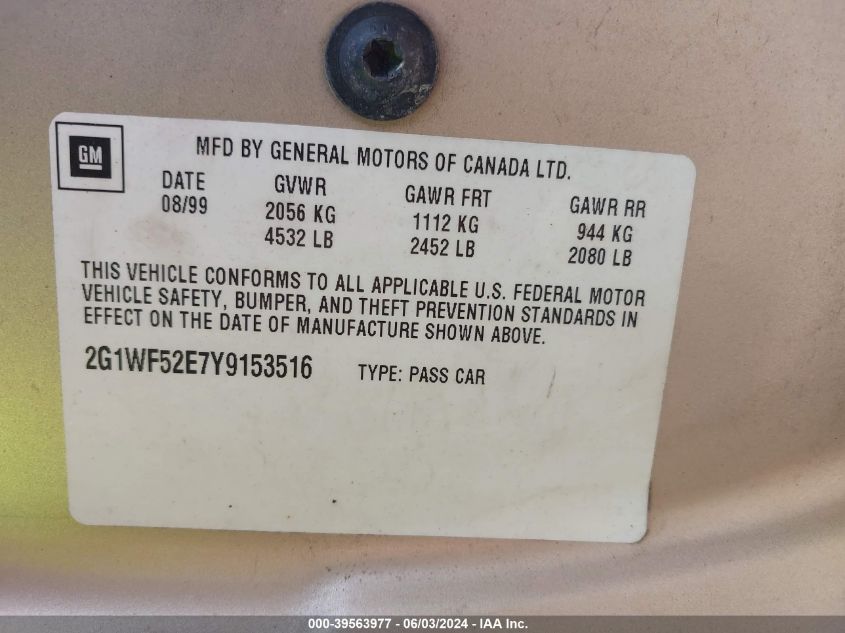 GM
MFD BY GENERAL MOTORS OF CANADA LTD.
DATE GVWR GAWR FRT GAWR RR
08/99 2056 KG 1112 KG 944 KG
4532 LB 2452 LB 2080 LB
THIS VEHICLE CONFORMS TO ALL APPLICABLE U.S. FEDERAL MOTOR
VEHICLE SAFETY, BUMPER, AND THEFT PREVENTION STANDARDS IN
EFFECT ON THE DATE OF MANUFACTURE SHOWN ABOVE.
2G1WF52E7Y9153516 TYPE: PASS CAR
000-39563977 - 06/03/2024 - IAA Inc.